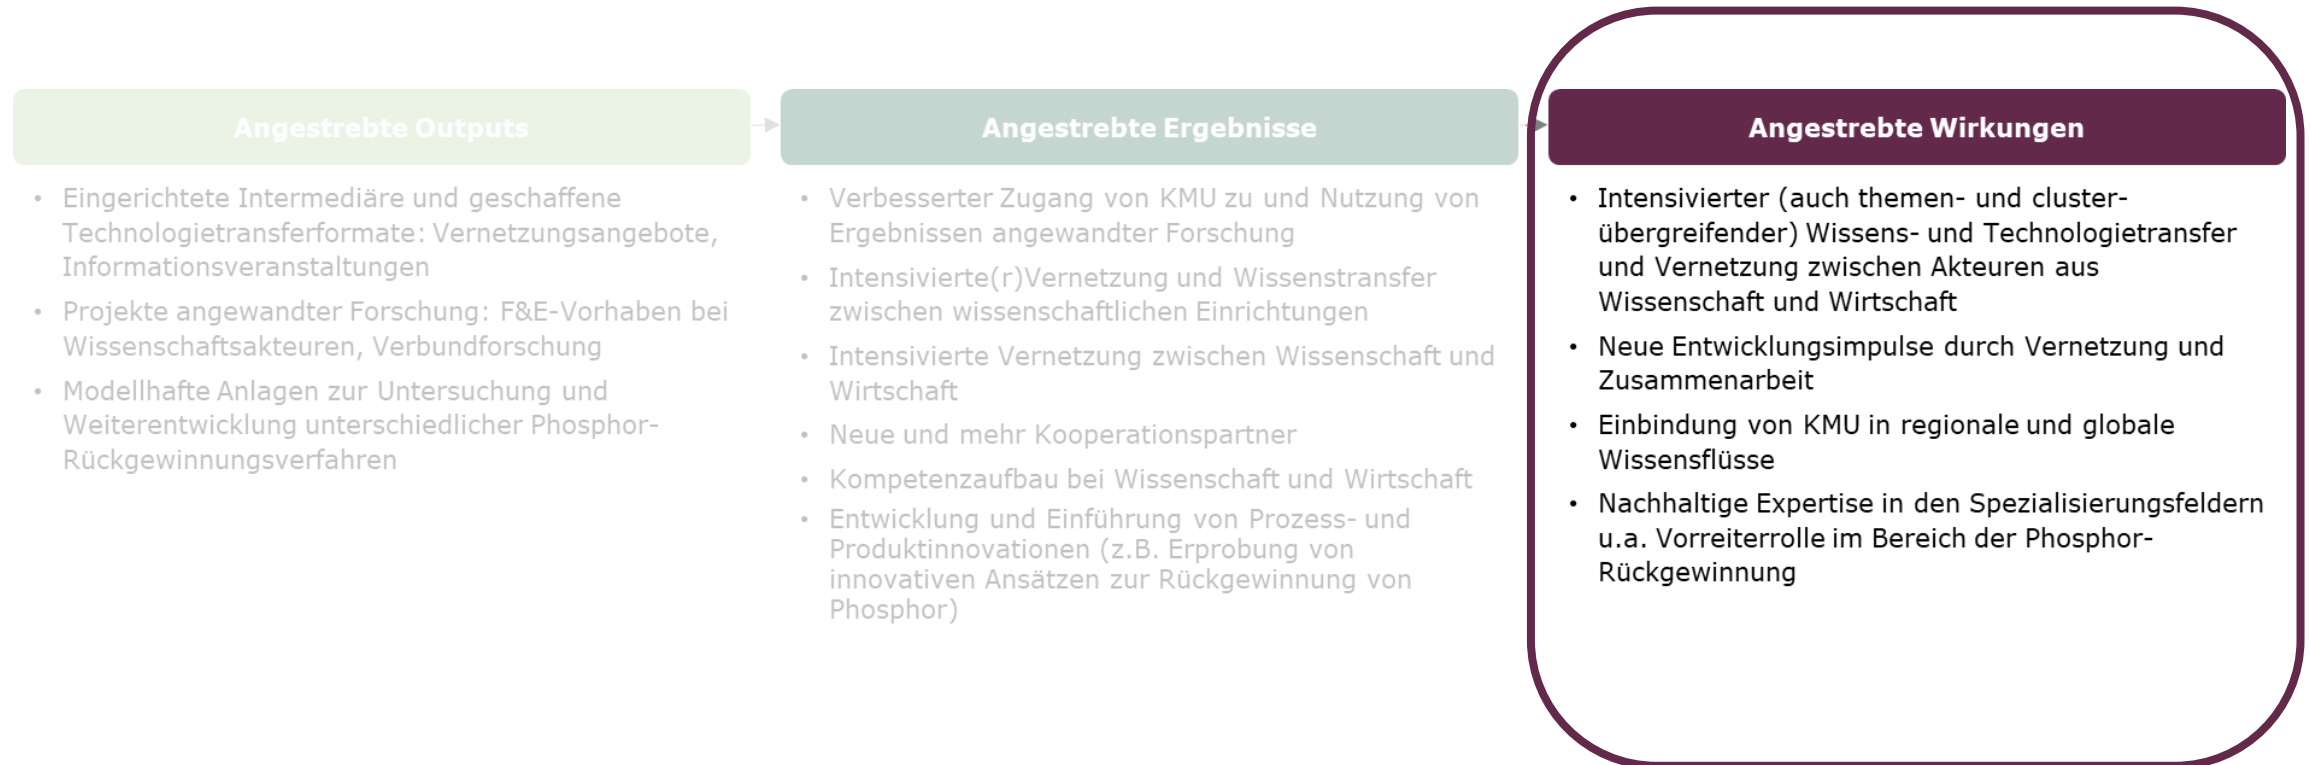 Angestrebte Outputs
• Eingerichtete Intermediäre und geschaffene
Technologietransferformate: Vernetzungsangebote,
Informationsveranstaltungen
• Projekte angewandter Forschung: F&E-Vorhaben bei
Wissenschaftsakteuren, Verbundforschung
• Modellhafte Anlagen zur Untersuchung und
Weiterentwicklung unterschiedlicher Phosphor-
Rückgewinnungsverfahren
Angestrebte Ergebnisse
• Verbesserter Zugang von KMU zu und Nutzung von
Ergebnissen angewandter Forschung
• Intensivierte(r)Vernetzung und Wissenstransfer
zwischen wissenschaftlichen Einrichtungen
• Intensivierte Vernetzung zwischen Wissenschaft und
Wirtschaft
• Neue und mehr Kooperationspartner
• Kompetenzaufbau bei Wissenschaft und Wirtschaft
• Entwicklung und Einführung von Prozess- und
Produktinnovationen (z.B. Erprobung von
innovativen Ansätzen zur Rückgewinnung von
Phosphor)
Angestrebte Wirkungen
• Intensivierter (auch themen- und cluster-
übergreifender) Wissens- und Technologietransfer
und Vernetzung zwischen Akteuren aus
Wissenschaft und Wirtschaft
• Neue Entwicklungsimpulse durch Vernetzung und
Zusammenarbeit
• Einbindung von KMU in regionale und globale
Wissensflüsse
• Nachhaltige Expertise in den Spezialisierungsfeldern
u.a. Vorreiterrolle im Bereich der Phosphor-
Rückgewinnung